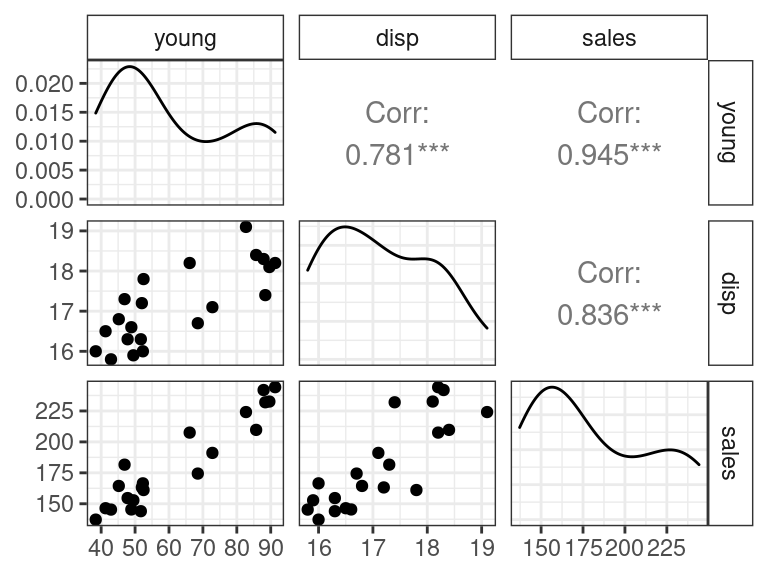 young disp sales
0.020
0.015
0.010
0.005
0.000
Corr:
0.781***
Corr:
0.945***
young
19
18
17
16
Corr:
0.836***
disp
225
200
175
150
sales
40 50 60 70 80 90 16 17 18 19 150 175 200 225